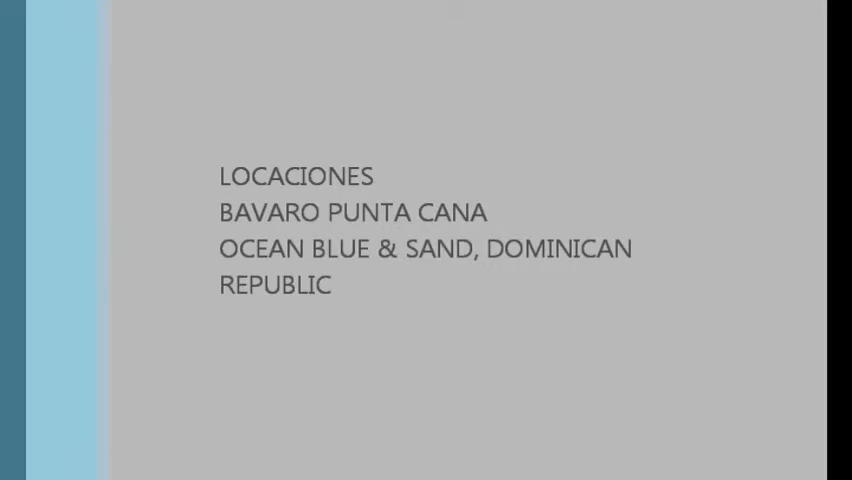 LOCACIONES
BAVARO PUNTA CANA
OCEAN BLUE & SAND, DOMINICAN
REPUBLIC